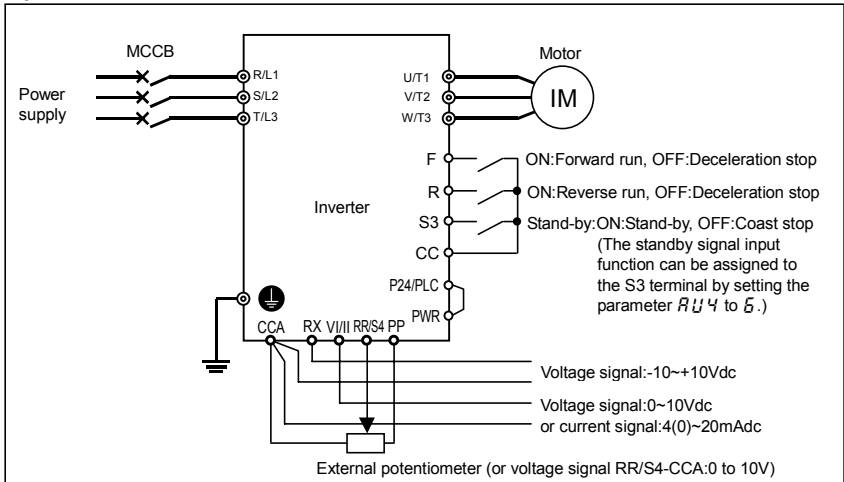 MCCB
Motor
Power
supply
R/L1
S/L2
T/L3
U/T1
V/T2
W/T3
IM
Inverter
F
ON:Forward run, OFF:Deceleration stop
R
ON:Reverse run, OFF:Deceleration stop
S3
Stand-by:ON:Stand-by, OFF:Coast stop
(The standby signal input
function can be assigned to
the S3 terminal by setting the
parameter AU4 to 6.)
CC
P24/PLC
PWR
CCA RX VI/II RR/S4 PP
Voltage signal:-10~+10Vdc
Voltage signal:0~10Vdc
or current signal:4(0)~20mAdc
External potentiometer (or voltage signal RR/S4-CCA:0 to 10V)